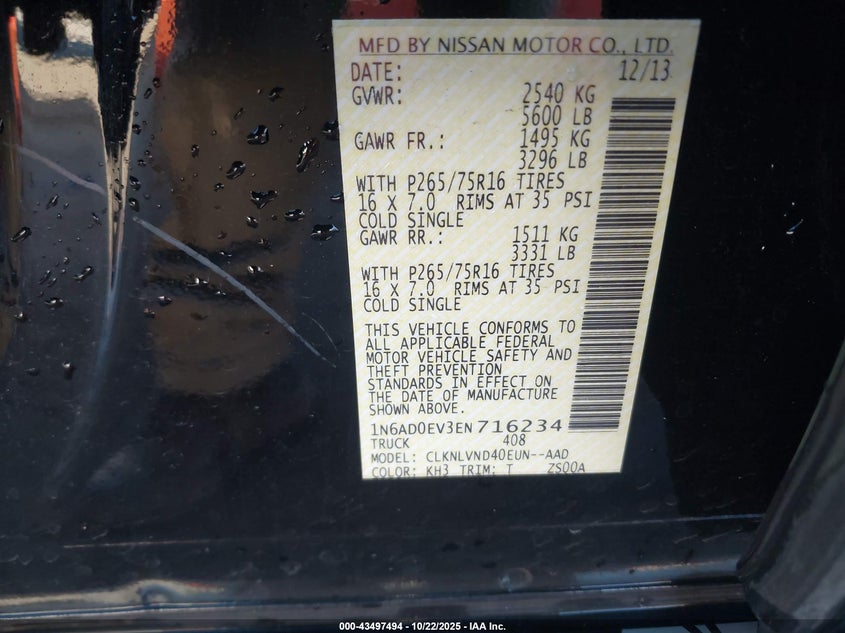 MFD BY NISSAN MOTOR CO., LTD.
DATE: 12/13
GVWR: 2540 KG
5600 LB
GAWR FR.: 1495 KG
3296 LB
WITH P265/75R16 TIRES
16 X 7.0 RIMS AT 35 PSI
COLD SINGLE
GAWR RR.: 1511 KG
3331 LB
WITH P265/75R16 TIRES
16 X 7.0 RIMS AT 35 PSI
COLD SINGLE
THIS VEHICLE CONFORMS TO
ALL APPLICABLE FEDERAL
MOTOR VEHICLE SAFETY AND
THEFT PREVENTION
STANDARDS IN EFFECT ON
THE DATE OF MANUFACTURE
SHOWN ABOVE.
1N6AD0EV3EN716234
TRUCK 408
MODEL: CLKNLVND40EUN--AAD
COLOR: KH3 TRIM: T ZS00A
000-43497494 - 10/22/2025 - IAA Inc.